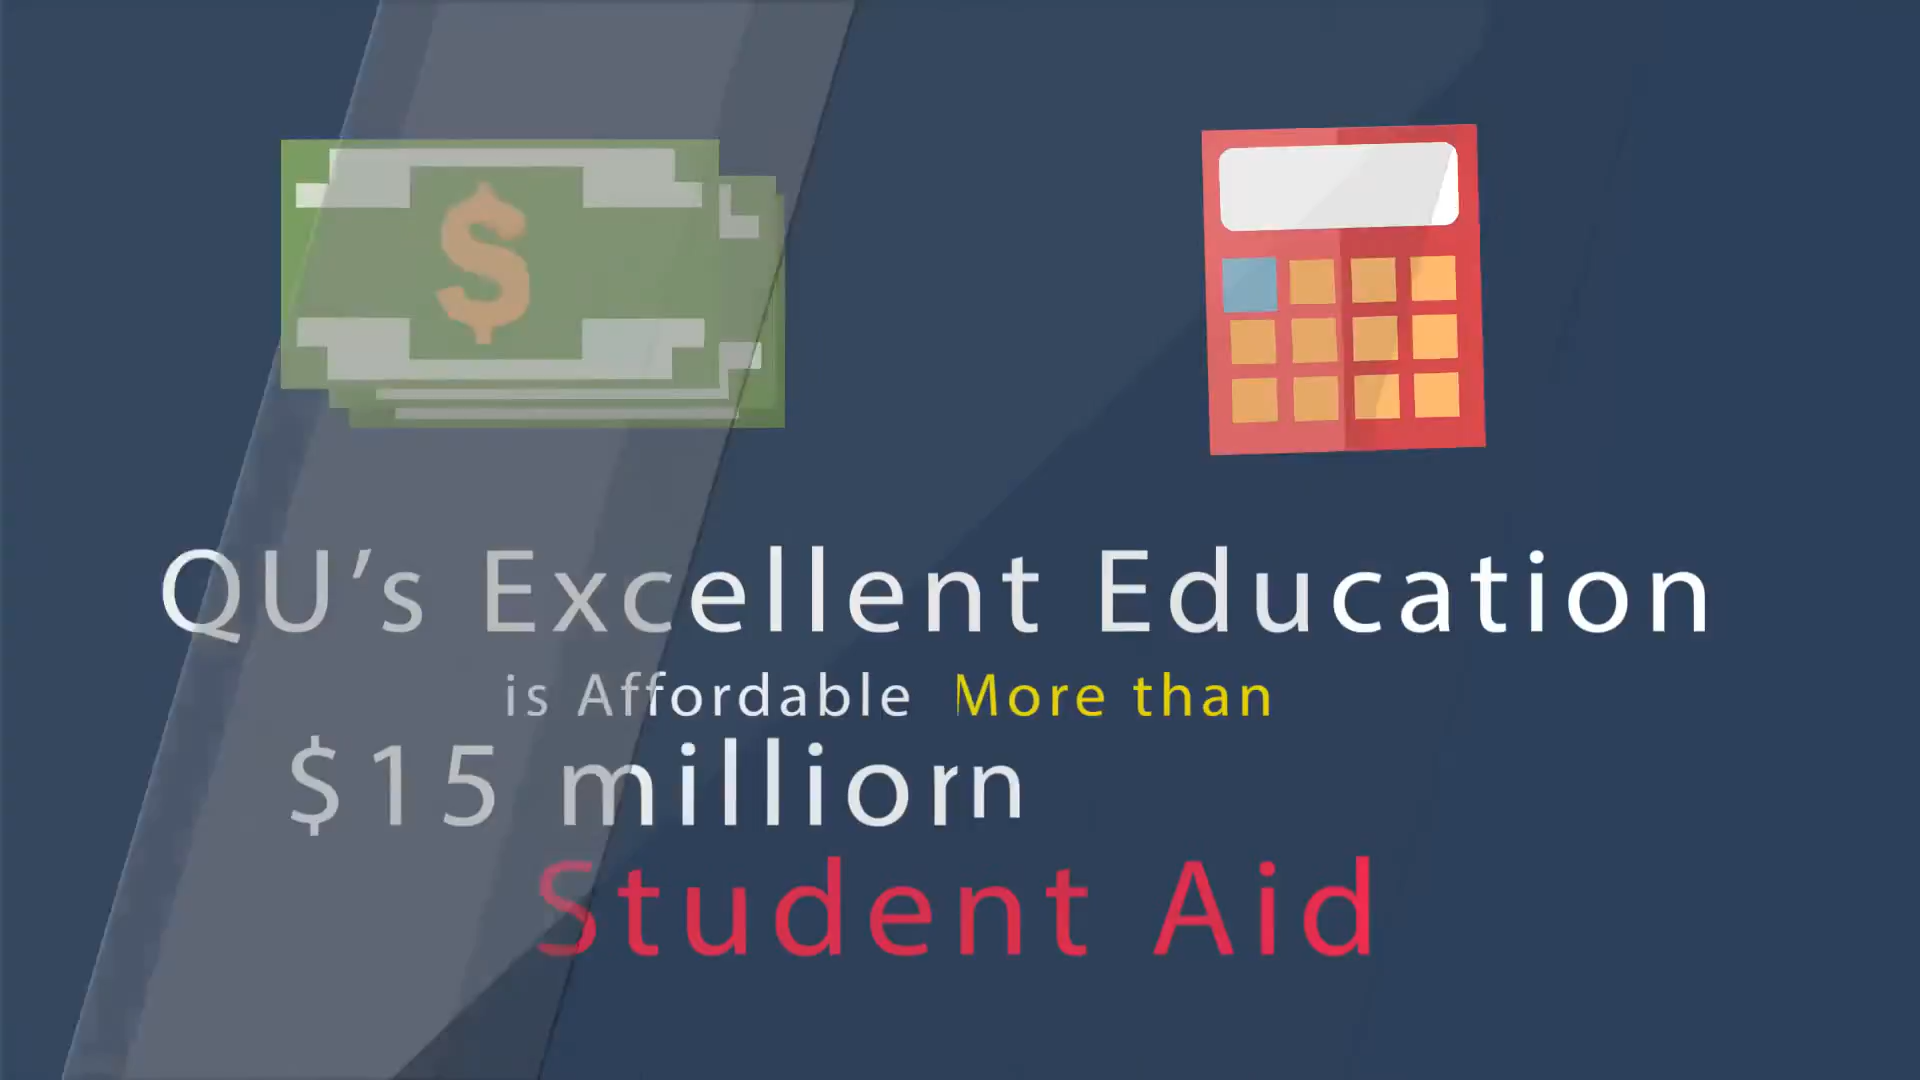 $
QU’s Excellent Education
is Affordable More than
$15 milliorn
Student Aid